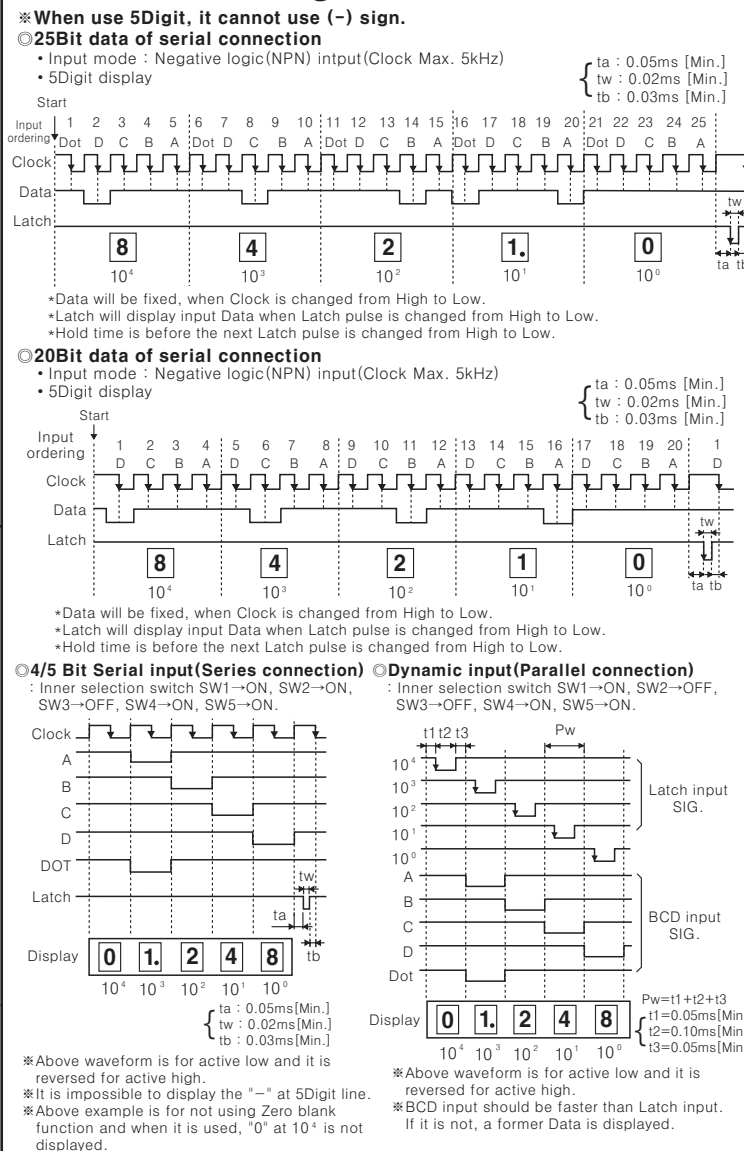 ※When use 5Digit, it cannot use (-) sign.
◎25Bit data of serial connection
• Input mode : Negative logic(NPN) intput(Clock Max. 5kHz)
• 5Digit display
ta : 0.05ms [Min.]
tw : 0.02ms [Min.]
tb : 0.03ms [Min.]
Start
Input ordering
1 2 3 4 5 6 7 8 9 10 11 12 13 14 15 16 17 18 19 20 21 22 23 24 25
Dot D C B A Dot D C B A Dot D C B A Dot D C B A Dot D C B A
Clock
Data
Latch
tw
ta tb
8 4 2 1. 0
10⁴ 10³ 10² 10¹ 10⁰
*Data will be fixed, when Clock is changed from High to Low.
*Latch will display input Data when Latch pulse is changed from High to Low.
*Hold time is before the next Latch pulse is changed from High to Low.
◎20Bit data of serial connection
• Input mode : Negative logic(NPN) input(Clock Max. 5kHz)
• 5Digit display
ta : 0.05ms [Min.]
tw : 0.02ms [Min.]
tb : 0.03ms [Min.]
Start
Input ordering
1 2 3 4 5 6 7 8 9 10 11 12 13 14 15 16 17 18 19 20 1
D C B A D C B A D C B A D C B A D C B A D
Clock
Data
Latch
tw
ta tb
8 4 2 1 0
10⁴ 10³ 10² 10¹ 10⁰
*Data will be fixed, when Clock is changed from High to Low.
*Latch will display input Data when Latch pulse is changed from High to Low.
*Hold time is before the next Latch pulse is changed from High to Low.
◎4/5 Bit Serial input(Series connection)
: Inner selection switch SW1→ON, SW2→ON,
SW3→OFF, SW4→ON, SW5→ON.
Clock
A
B
C
D
DOT
Latch
tw
ta
tb
Display 0 1. 2 4 8
10⁴ 10³ 10² 10¹ 10⁰
ta : 0.05ms[Min.]
tw : 0.02ms[Min.]
tb : 0.03ms[Min.]
※Above waveform is for active low and it is
reversed for active high.
※It is impossible to display the "-" at 5Digit line.
※Above example is for not using Zero blank
function and when it is used, "0" at 10⁴ is not
displayed.
◎Dynamic input(Parallel connection)
: Inner selection switch SW1→ON, SW2→OFF,
SW3→OFF, SW4→ON, SW5→ON.
t1 t2 t3 Pw
10⁴
10³
10²
10¹
10⁰
Latch input
SIG.
A
B
C
D
Dot
BCD input
SIG.
Display 0 1. 2 4 8
10⁴ 10³ 10² 10¹ 10⁰
Pw=t1+t2+t3
t1=0.05ms[Min
t2=0.10ms[Min
t3=0.05ms[Min
※Above waveform is for active low and it is
reversed for active high.
※BCD input should be faster than Latch input.
If it is not, a former Data is displayed.